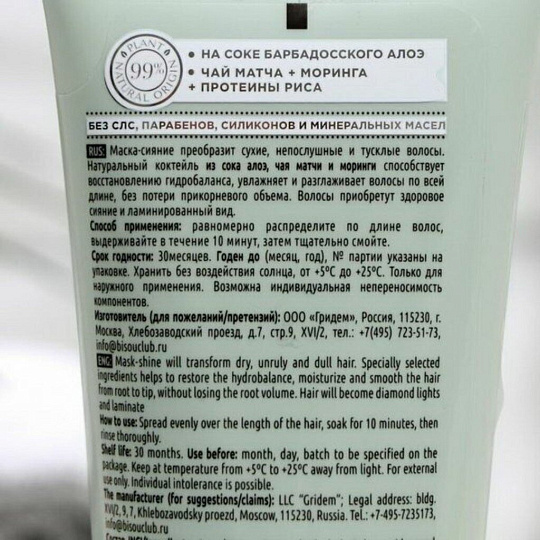 PLANT
99%
NATURAL ORIGIN
• НА СОКЕ БАРБАДОССКОГО АЛОЭ
• ЧАЙ МАТЧА + МОРИНГА
+ ПРОТЕИНЫ РИСА
БЕЗ СЛС, ПАРАБЕНОВ, СИЛИКОНОВ И МИНЕРАЛЬНЫХ МАСЕЛ
RUS: Маска-сияние преобразит сухие, непослушные и тусклые волосы.
Натуральный коктейль из сока алоэ, чая матчи и моринги способствует
восстановлению гидробаланса, увлажняет и разглаживает волосы по всей
длине, без потери прикорневого объема. Волосы приобретут здоровое
сияние и ламинированный вид.
Способ применения: равномерно распределите по длине волос,
выдерживайте в течение 10 минут, затем тщательно смойте.
Срок годности: 30месяцев. Годен до (месяц, год), № партии указаны на
упаковке. Хранить без воздействия солнца, от +5°C до +25°C. Только для
наружного применения. Возможна индивидуальная непереносимость
компонентов.
Изготовитель (для пожеланий/претензий): ООО «Гридем», Россия, 115230, г.
Москва, Хлебозаводский проезд, д.7, стр.9, XVI/2, тел.: +7(495) 723-51-73,
info@bisouclub.ru
ENG: Mask-shine will transform dry, unruly and dull hair. Specially selected
ingredients helps to restore the hydrobalance, moisturize and smooth the hair
from root to tip, without losing the root volume. Hair will become diamond lights
and laminate
How to use: Spread evenly over the length of the hair, soak for 10 minutes, then
rinse thoroughly.
Shelf life: 30 months. Use before: month, day, batch to be specified on the
package. Keep at temperature from +5°C to +25°C away from light. For external
use only. Individual intolerance is possible.
The manufacturer (for suggestions/claims): LLC "Gridem"; Legal address: bldg.
XVI/2,9,7, Khlebozavodsky proezd, Moscow, 115230, Russia. Tel.: +7-495-7235173,
info@bisouclub.ru